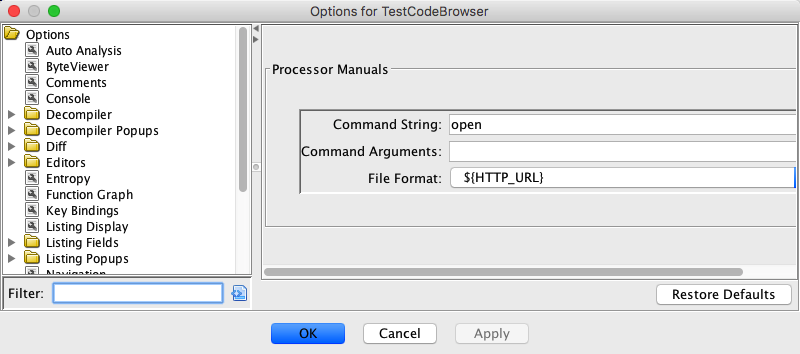 Options for TestCodeBrowser
Options
Auto Analysis
ByteViewer
Comments
Console
Decompiler
Decompiler Popups
Diff
Editors
Entropy
Function Graph
Key Bindings
Listing Display
Listing Fields
Listing Popups
Navigation
Filter:
Processor Manuals
Command String: open
Command Arguments:
File Format: ${HTTP_URL}
Restore Defaults
OK
Cancel
Apply